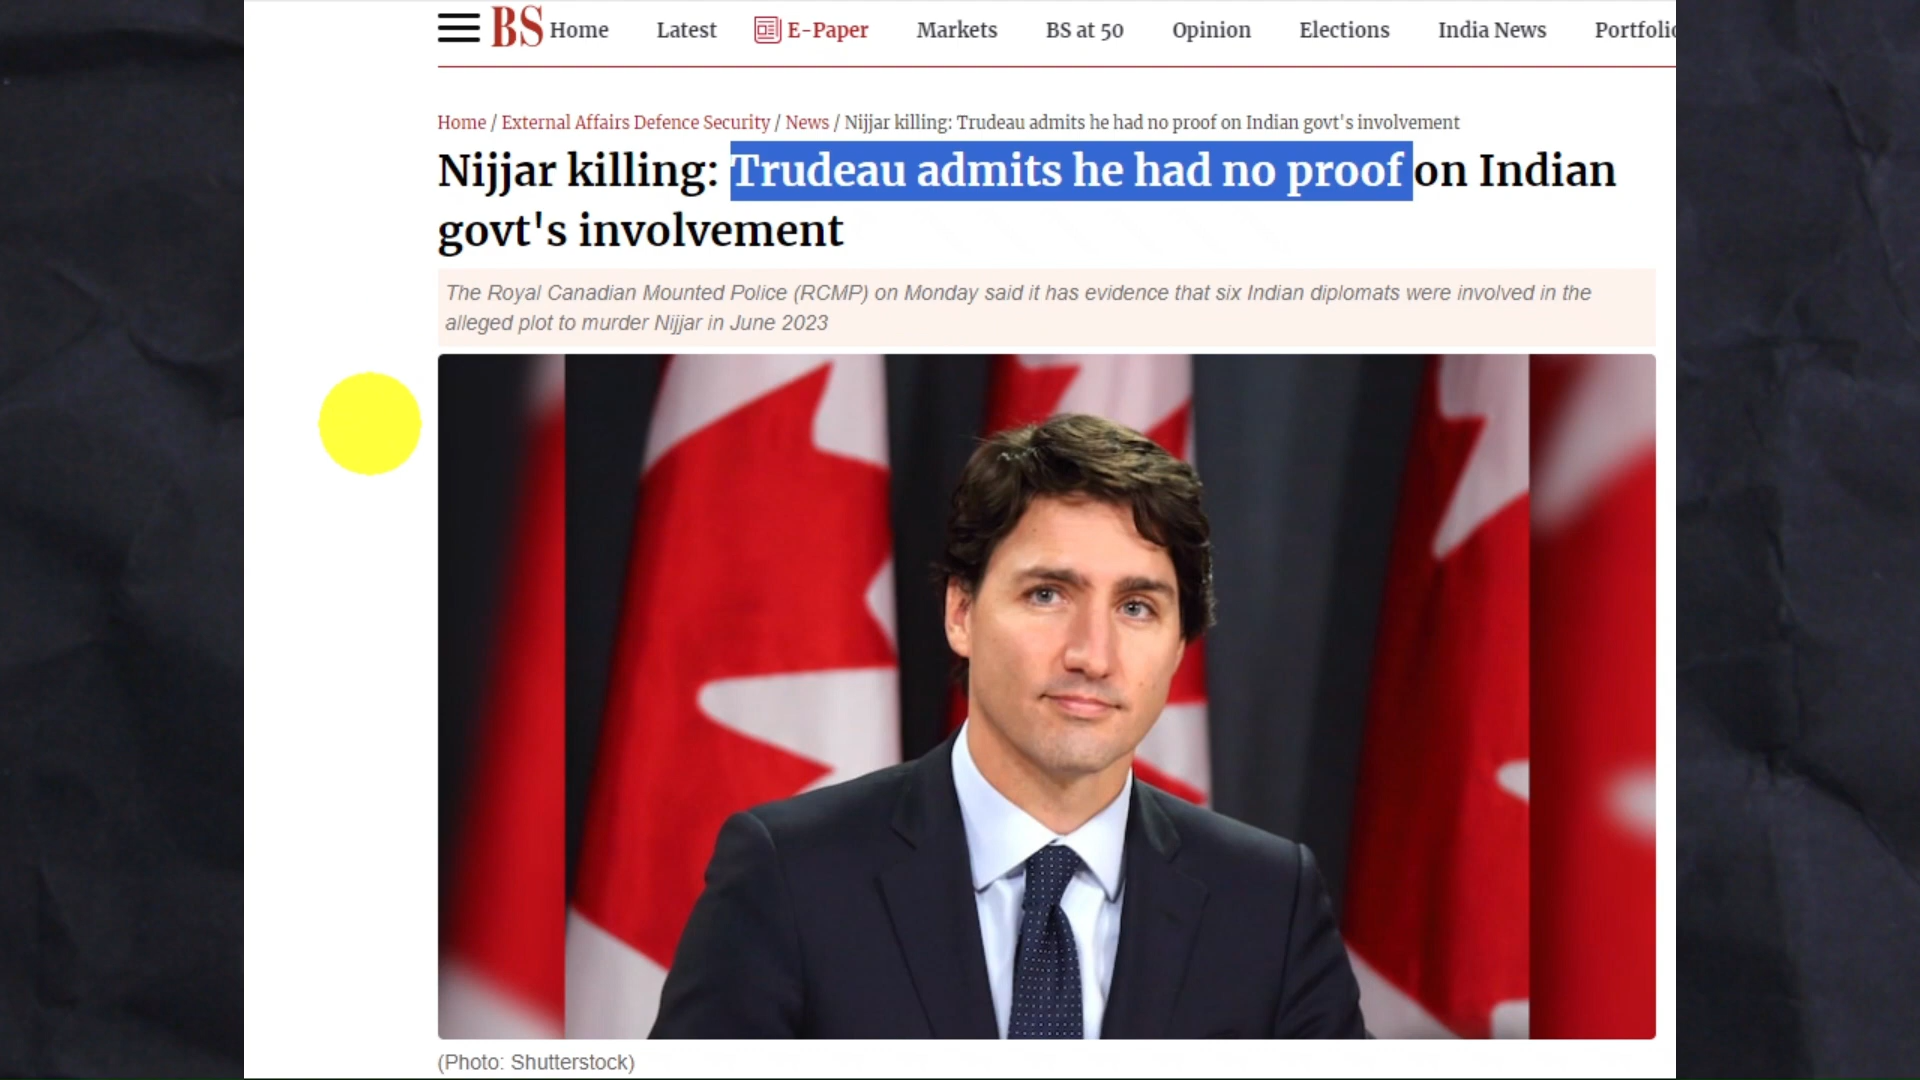 BS Home Latest E-Paper Markets BS at 50 Opinion Elections India News Portfolio
Home / External Affairs Defence Security / News / Nijjar killing: Trudeau admits he had no proof on Indian govt's involvement
Nijjar killing: Trudeau admits he had no proof on Indian
govt's involvement
The Royal Canadian Mounted Police (RCMP) on Monday said it has evidence that six Indian diplomats were involved in the
alleged plot to murder Nijjar in June 2023
(Photo: Shutterstock)